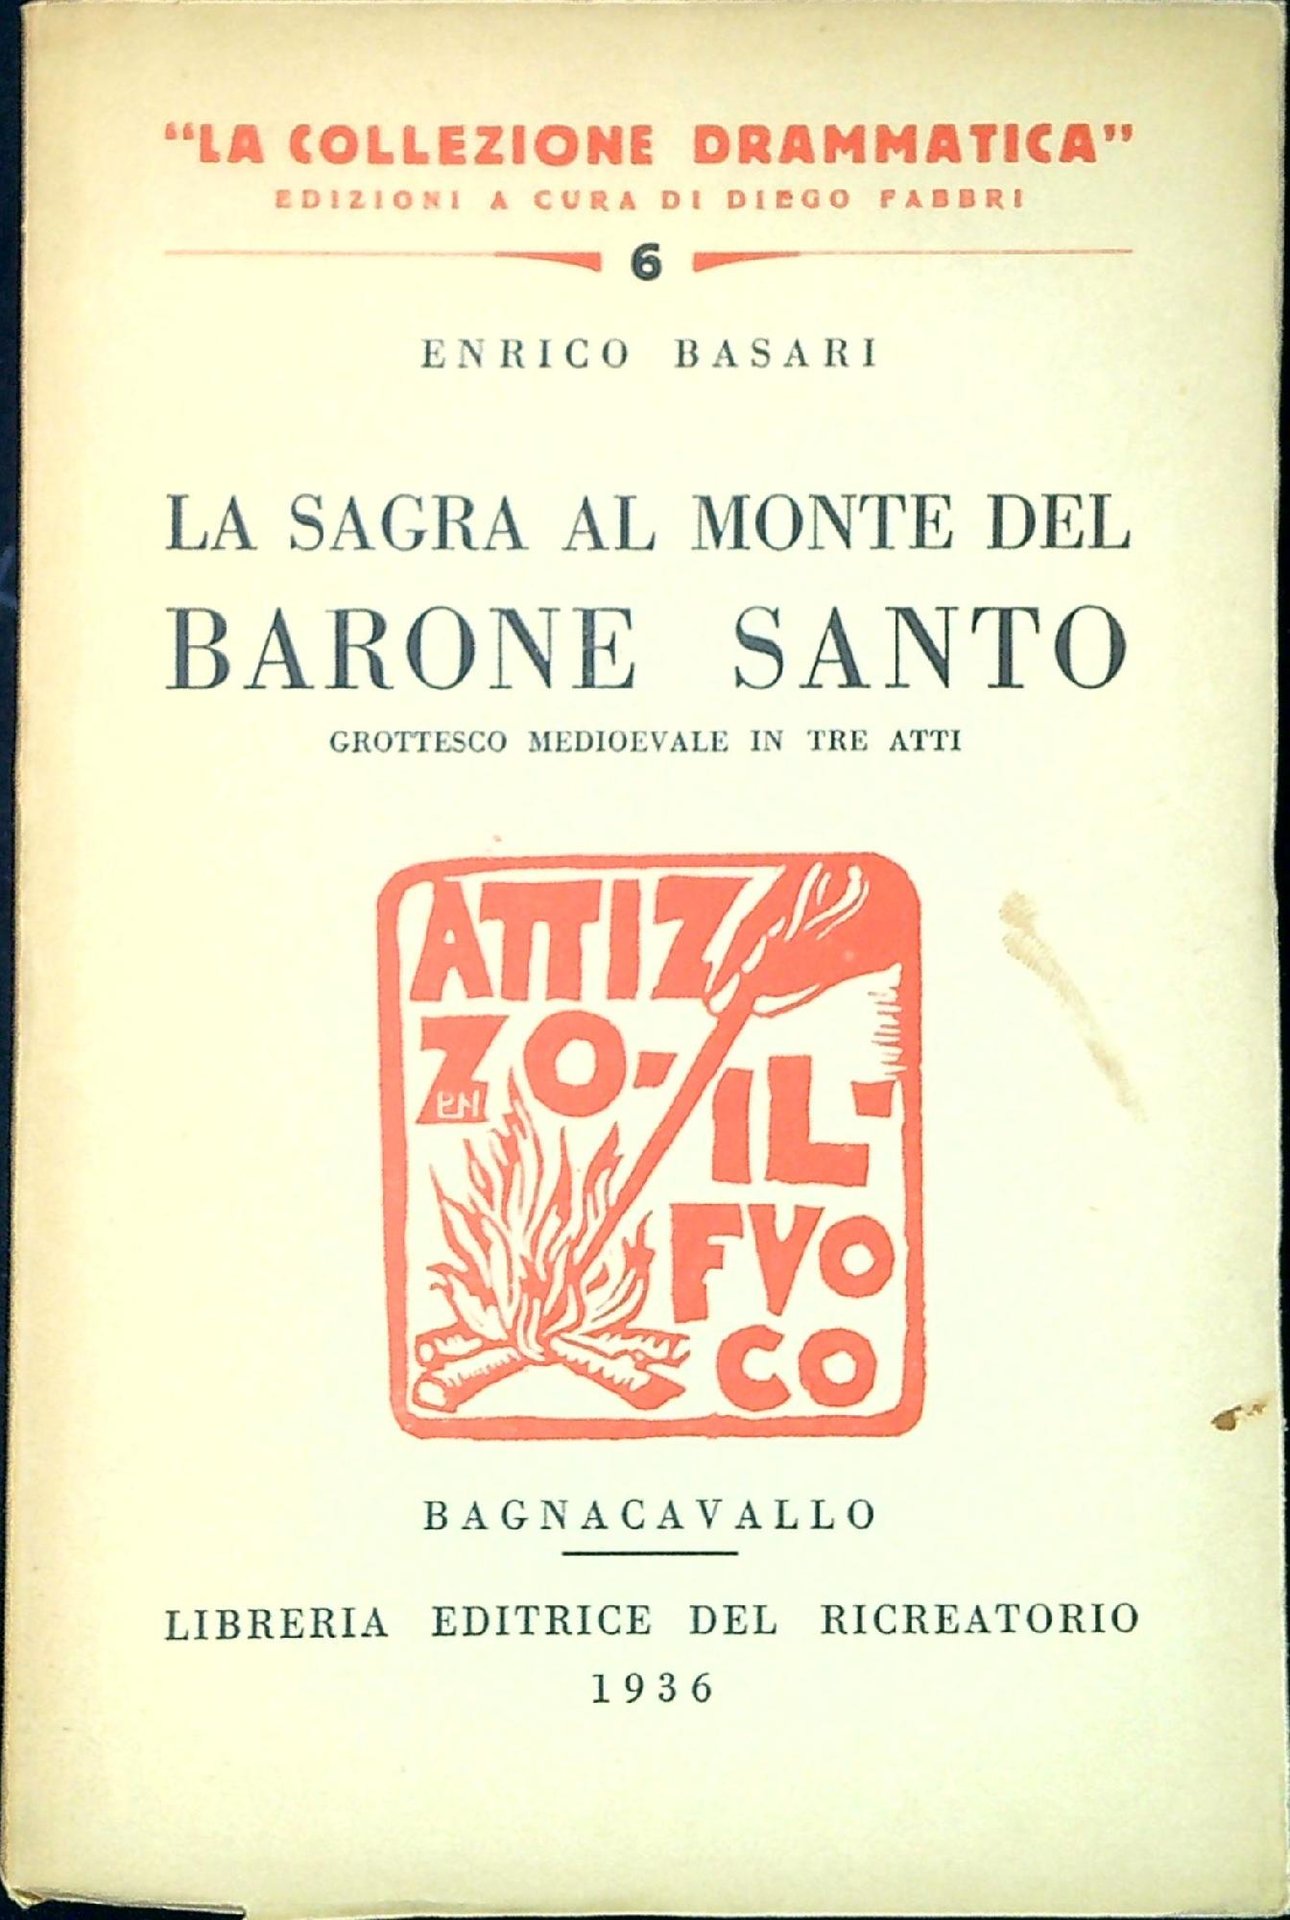 "LA COLLEZIONE DRAMMATICA"
EDIZIONI A CURA DI DIEGO FABBRI
6
ENRICO BASARI
LA SAGRA AL MONTE DEL
BARONE SANTO
GROTTESCO MEDIOEVALE IN TRE ATTI
ATTIZ
ZO-
IL-
FVO
CO
BAGNACAVALLO
LIBRERIA EDITRICE DEL RICREATORIO
1936